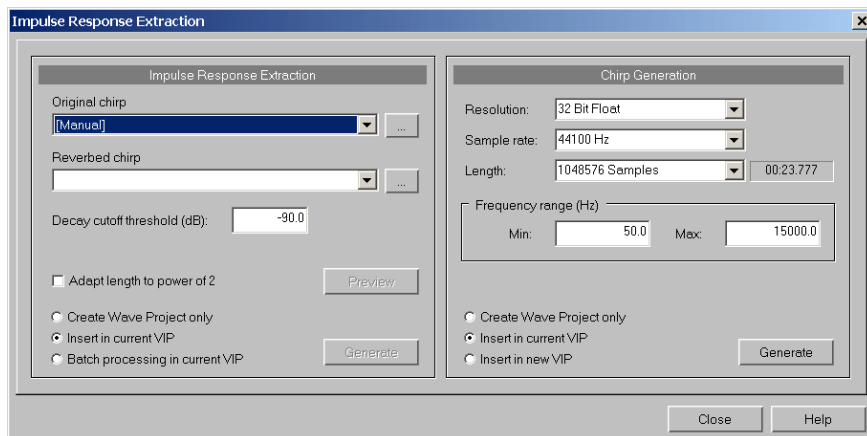 Impulse Response Extraction
Impulse Response Extraction
Original chirp
[Manual]
...
Reverbed chirp
...
Decay cutoff threshold (dB):
-90.0
Adapt length to power of 2
Preview
Create Wave Project only
Insert in current VIP
Batch processing in current VIP
Generate
Chirp Generation
Resolution:
32 Bit Float
Sample rate:
44100 Hz
Length:
1048576 Samples
00:23.777
Frequency range (Hz)
Min:
50.0
Max:
15000.0
Create Wave Project only
Insert in current VIP
Insert in new VIP
Generate
Close
Help